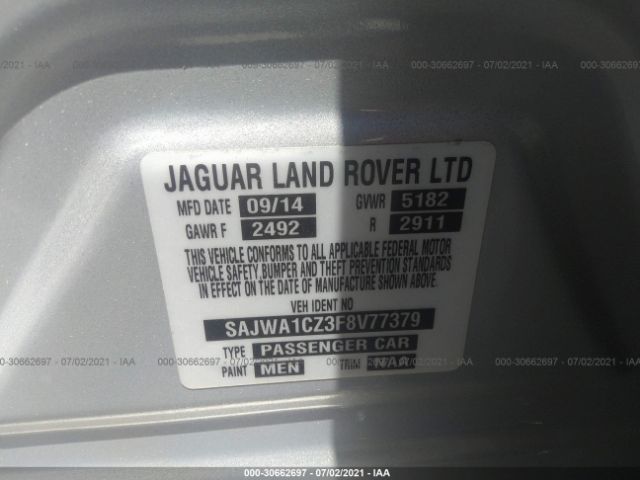 000-30662697 - 07/02/2021 - IAA
JAGUAR LAND ROVER LTD
MFD DATE 09/14 GVWR 5182
GAWR F 2492 R 2911
THIS VEHICLE CONFORMS TO ALL APPLICABLE FEDERAL MOTOR
VEHICLE SAFETY,BUMPER AND THEFT PREVENTION STANDARDS
IN EFFECT ON THE DATE OF MANUFACTURE SHOWN ABOVE.
VEH IDENT NO
SAJWA1CZ3F8V77379
TYPE PASSENGER CAR
PAINT MEN TRIM
000-30662697 - 07/02/2021 - IAA